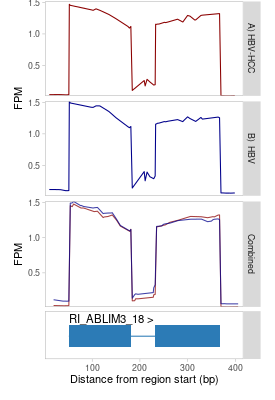 1.5
1.0
0.5
FPM
A) HBV-HCC
1.5
1.0
0.5
B) HBV
1.5
1.0
0.5
FPM
Combined
RI_ABLIM3_18 >
100 200 300 400
Distance from region start (bp)